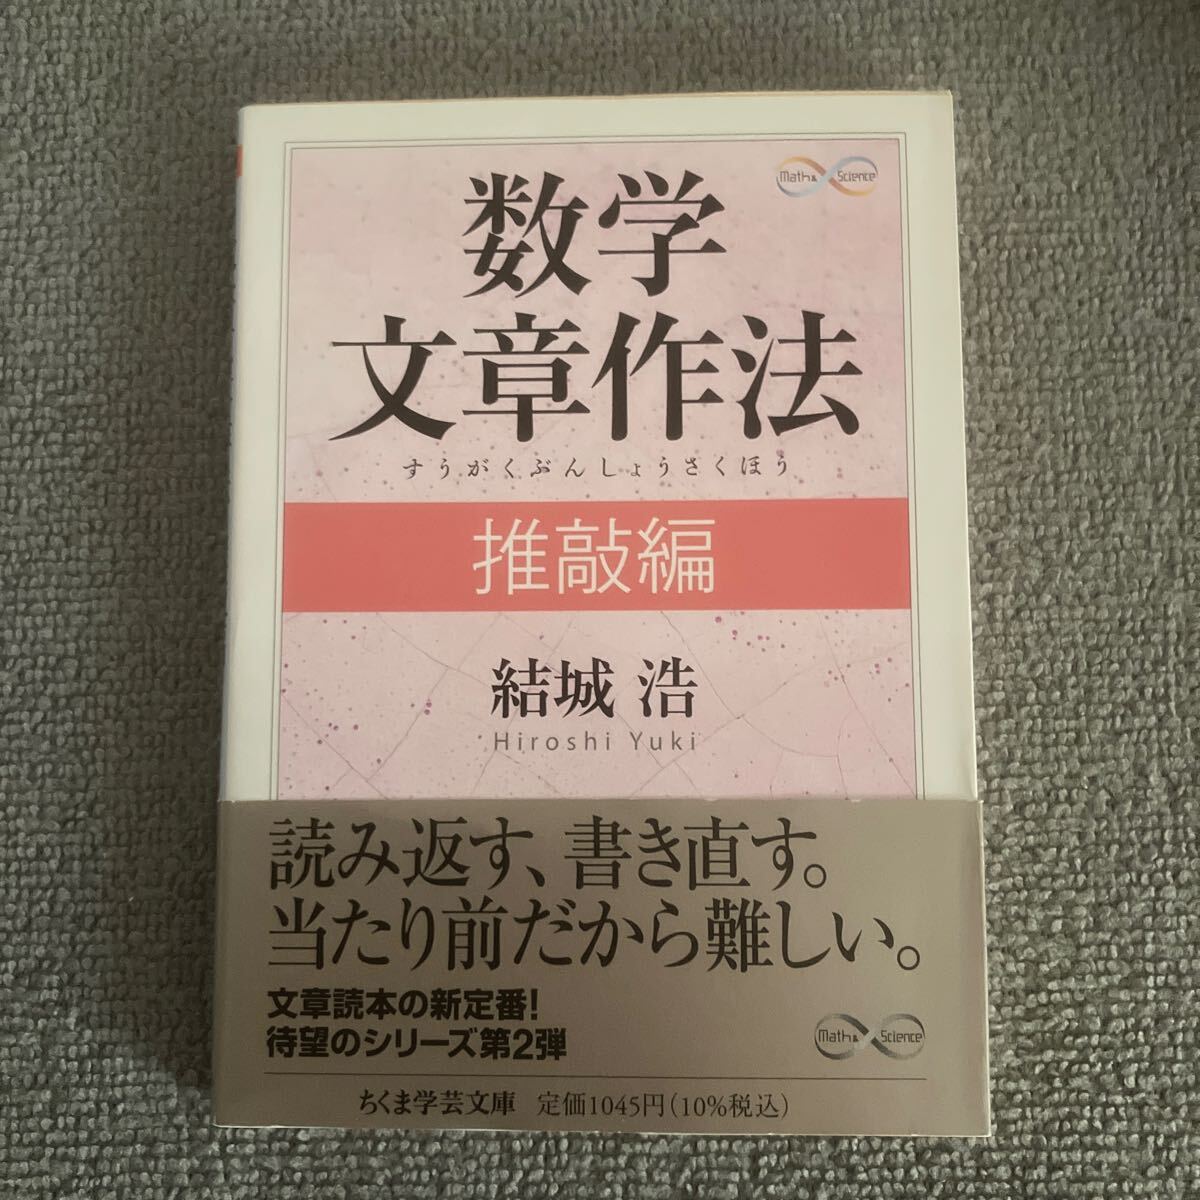 Math & Science
数学
文章作法
すうがくぶんしょうさくほう
推敲編
結城 浩
Hiroshi Yuki
読み返す、書き直す。
当たり前だから難しい。
文章読本の新定番!
待望のシリーズ第2弾
Math & Science
ちくま学芸文庫 定価1045円(10%税込)